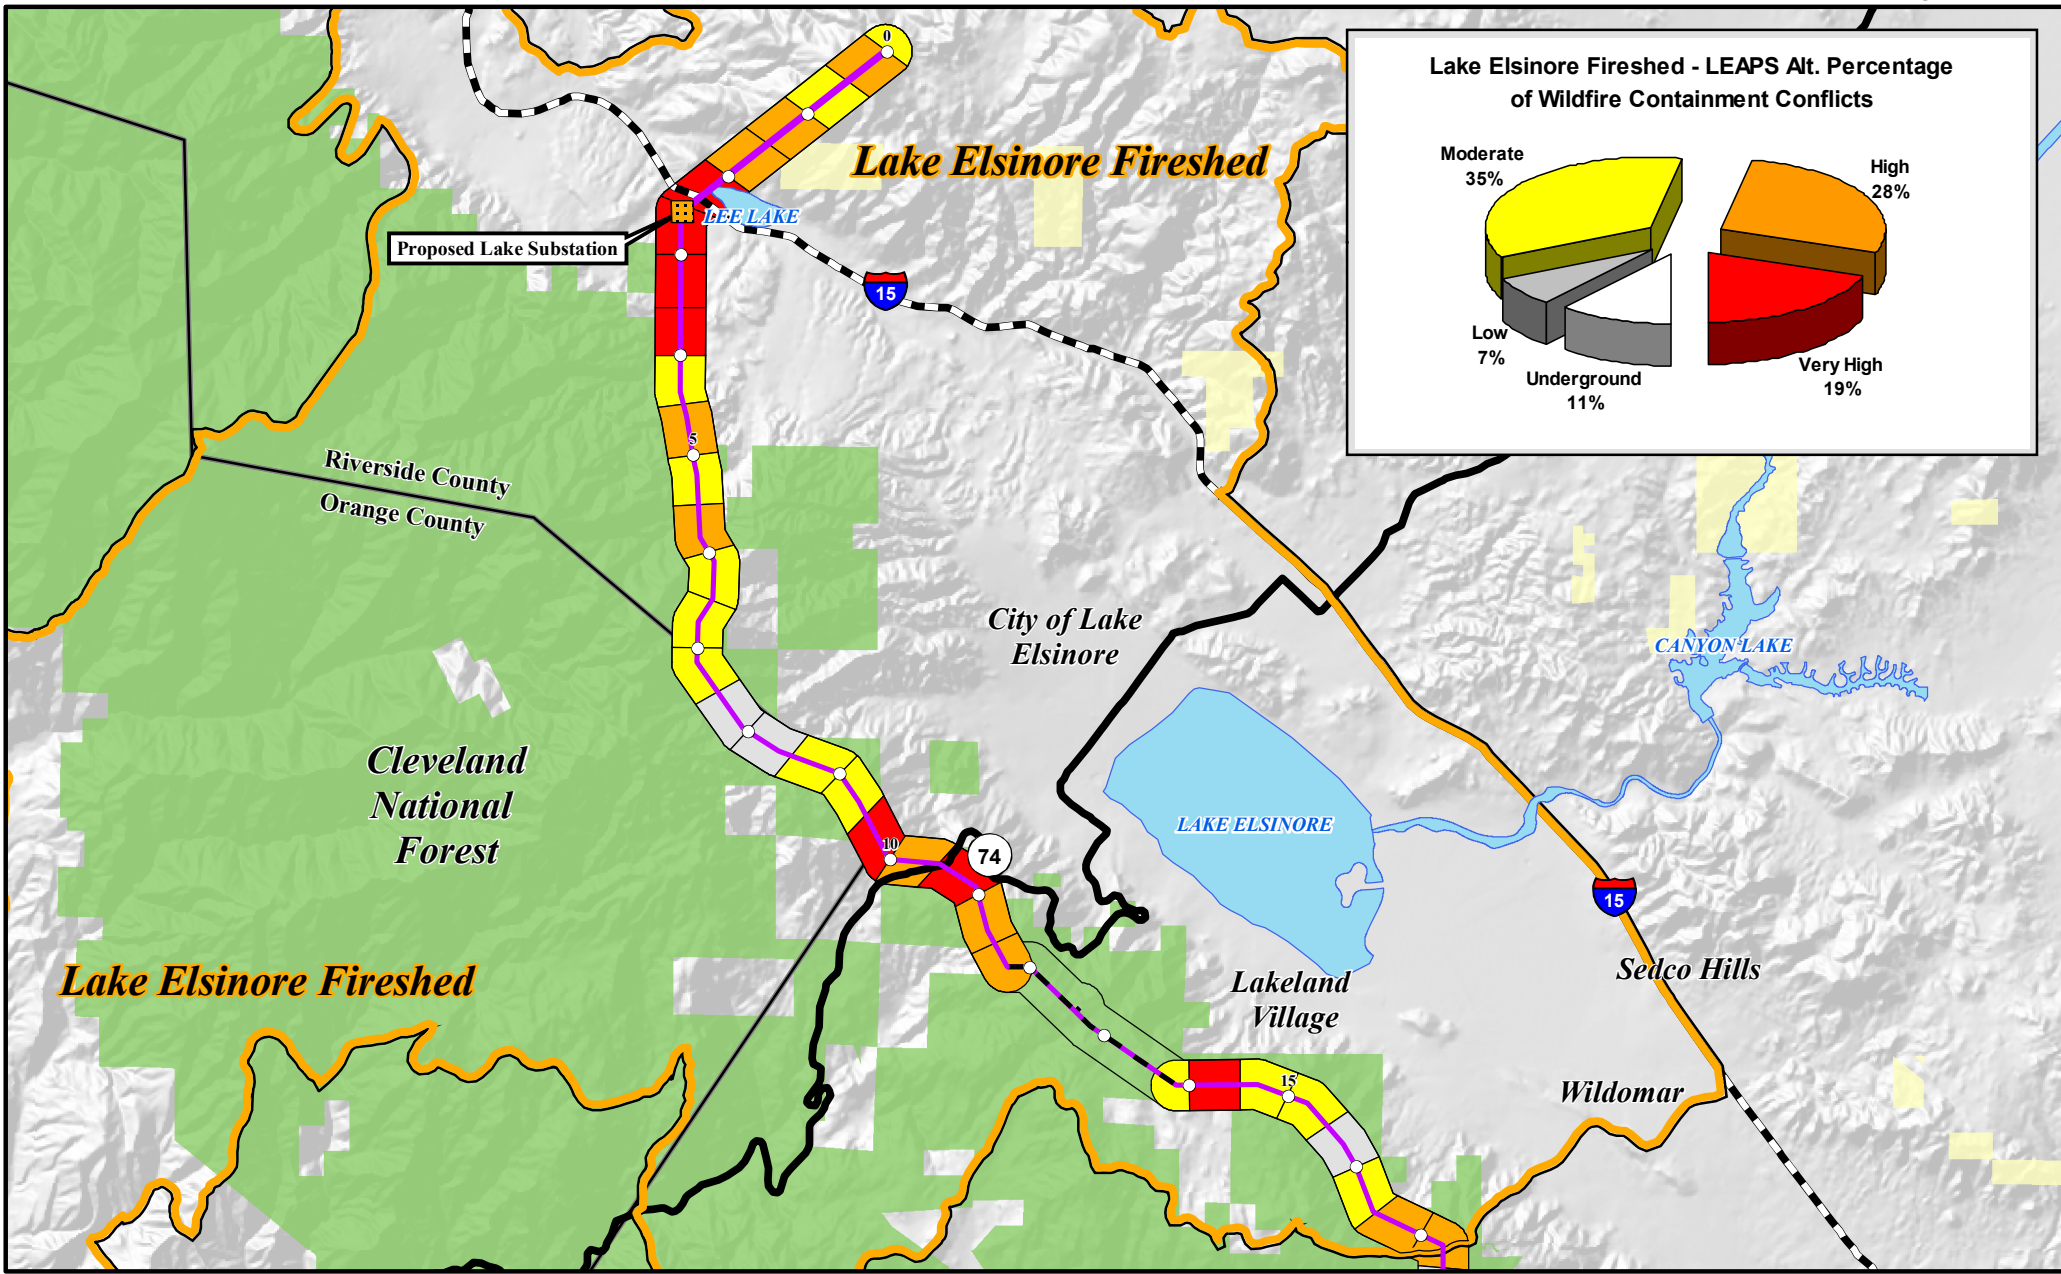 0
Lake Elsinore Fireshed - LEAPS Alt. Percentage
of Wildfire Containment Conflicts
Moderate
35%
High
28%
Low
7%
Underground
11%
Very High
19%
Lake Elsinore Fireshed
LEE LAKE
Proposed Lake Substation
15
5
Riverside County
Orange County
City of Lake
Elsinore
CANYON LAKE
Cleveland
National
Forest
LAKE ELSINORE
10
74
15
Lake Elsinore Fireshed
Lakeland
Village
Sedco Hills
15
Wildomar